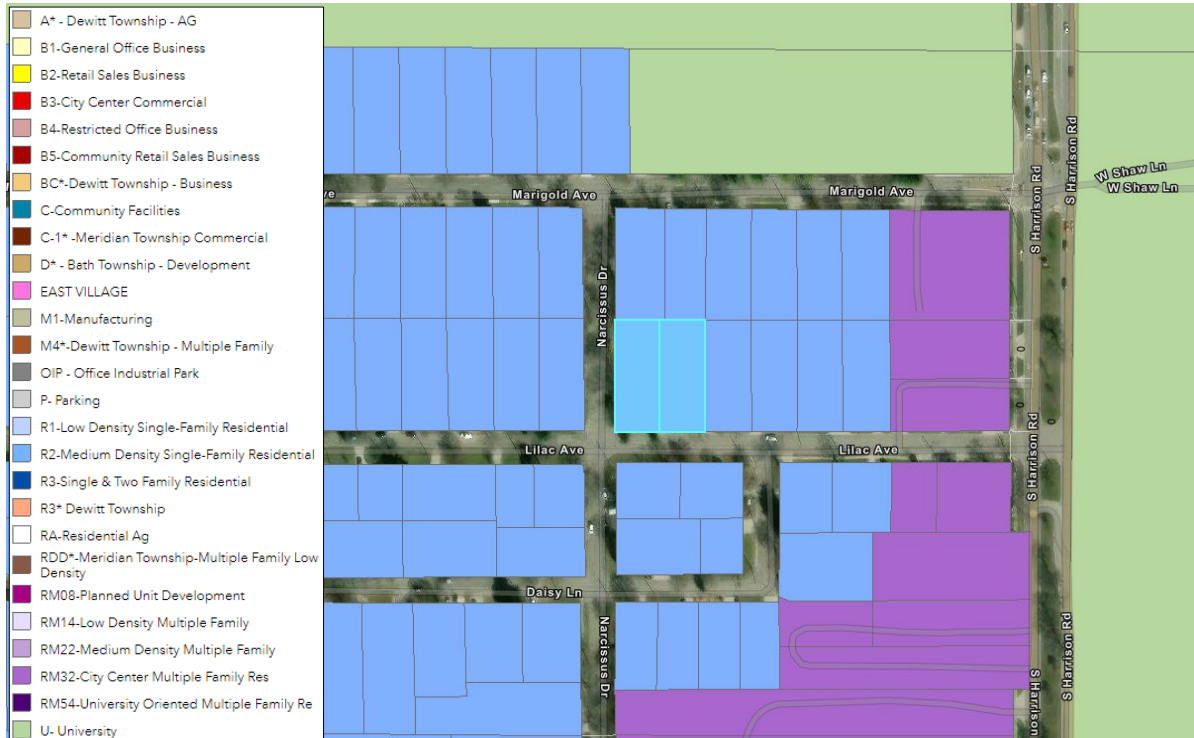 A* - Dewitt Township - AG
B1-General Office Business
B2-Retail Sales Business
B3-City Center Commercial
B4-Restricted Office Business
B5-Community Retail Sales Business
BC*-Dewitt Township - Business
C-Community Facilities
C-1* -Meridian Township Commercial
D* - Bath Township - Development
EAST VILLAGE
M1-Manufacturing
M4*-Dewitt Township - Multiple Family
OIP - Office Industrial Park
P- Parking
R1-Low Density Single-Family Residential
R2-Medium Density Single-Family Residential
R3-Single & Two Family Residential
R3* Dewitt Township
RA-Residential Ag
RDD*-Meridian Township-Multiple Family Low
Density
RM08-Planned Unit Development
RM14-Low Density Multiple Family
RM22-Medium Density Multiple Family
RM32-City Center Multiple Family Res
RM54-University Oriented Multiple Family Re
U- University
ve
Marigold Ave
Marigold Ave
W Shaw Ln
W Shaw Ln
S Harrison Rd
S Harrison Rd
Narcissus Dr
0
0
0
Lilac Ave
Lilac Ave
S Harrison Rd
Daisy Ln
Narcissus Dr
S Harrison Rd
S Harrison